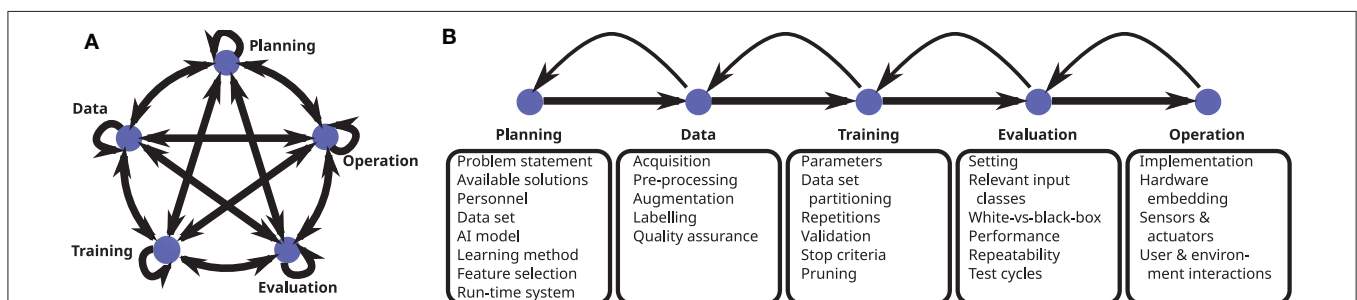 A
Planning
Data
Operation
Training
Evaluation
B
Planning
Data
Training
Evaluation
Operation
Problem statement
Available solutions
Personnel
Data set
AI model
Learning method
Feature selection
Run-time system
Acquisition
Pre-processing
Augmentation
Labelling
Quality assurance
Parameters
Data set
partitioning
Repetitions
Validation
Stop criteria
Pruning
Setting
Relevant input
classes
White-vs-black-box
Performance
Repeatability
Test cycles
Implementation
Hardware
embedding
Sensors &
actuators
User & environ-
ment interactions